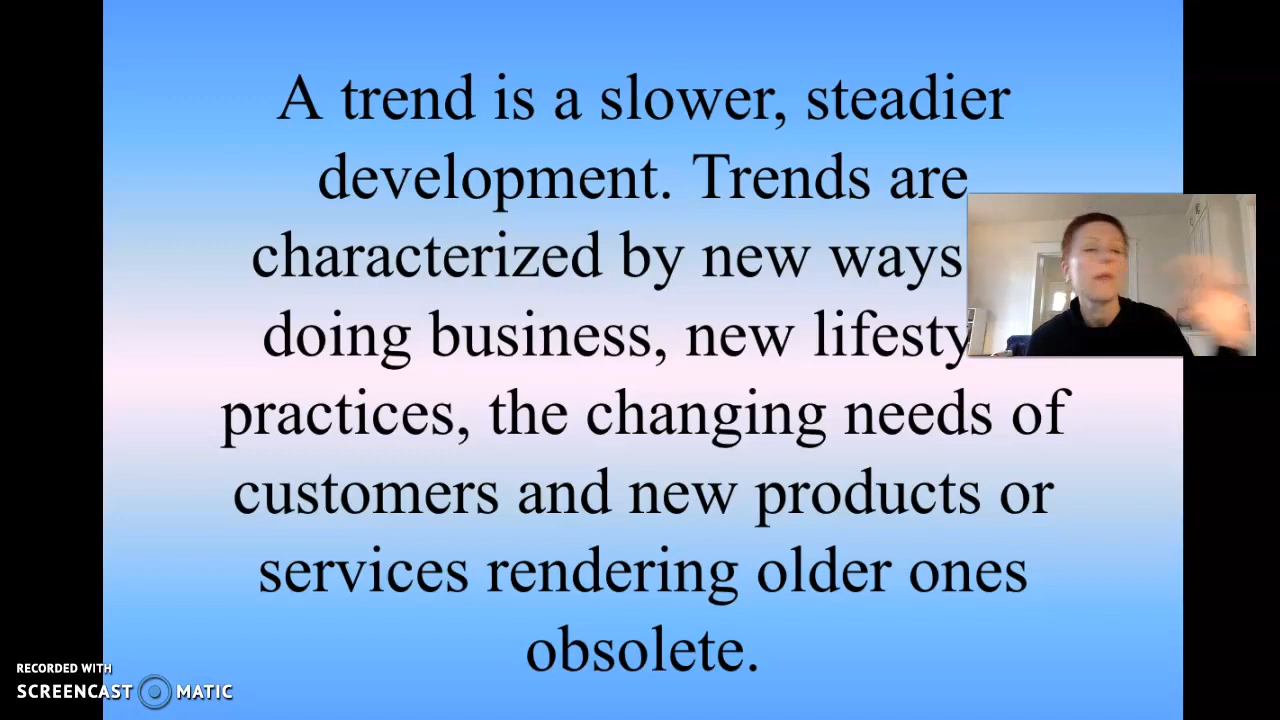 A trend is a slower, steadier
development. Trends are
characterized by new ways
doing business, new
practices, the changing needs of
customers and new products or
services rendering older ones
obsolete.
RECORDED WITH
SCREENCAST MATIC